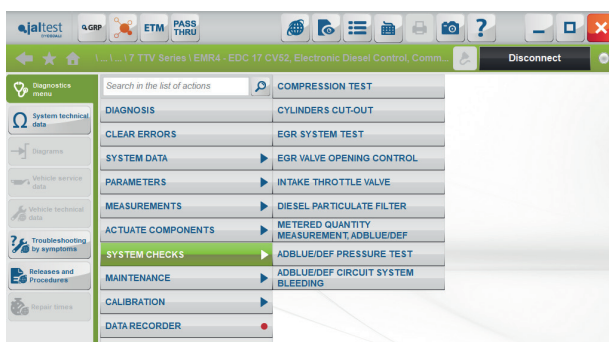 jaltest
GRP
ETM
PASS
THRU
?
\...\...\ 7 TTV Series \ EMR4 - EDC 17 CV52, Electronic Diesel Control, Comm...
Disconnect
Diagnostics
menu
Search in the list of actions
COMPRESSION TEST
System technical
data
DIAGNOSIS
CYLINDERS CUT-OUT
CLEAR ERRORS
EGR SYSTEM TEST
Diagrams
SYSTEM DATA
EGR VALVE OPENING CONTROL
Vehicle service
data
PARAMETERS
INTAKE THROTTLE VALVE
Vehicle technical
data
MEASUREMENTS
DIESEL PARTICULATE FILTER
ACTUATE COMPONENTS
METERED QUANTITY
MEASUREMENT, ADBLUE/DEF
Troubleshooting
by symptoms
SYSTEM CHECKS
ADBLUE/DEF PRESSURE TEST
Releases and
Procedures
MAINTENANCE
ADBLUE/DEF CIRCUIT SYSTEM
BLEEDING
Repair times
CALIBRATION
DATA RECORDER